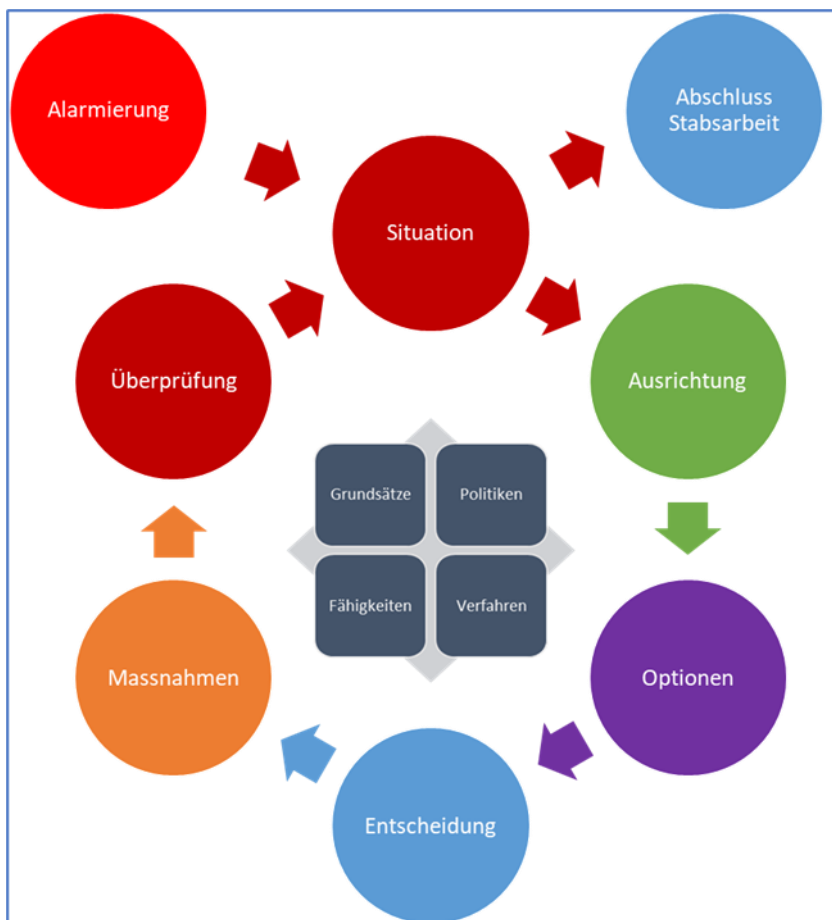 Alarmierung
Abschluss
Stabsarbeit
Situation
Überprüfung
Ausrichtung
Grundsätze
Politiken
Fähigkeiten
Verfahren
Massnahmen
Optionen
Entscheidung